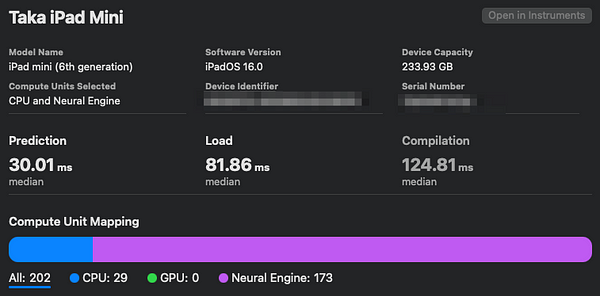 Taka iPad Mini
Open in Instruments
Model Name
Software Version
Device Capacity
iPad mini (6th generation)
iPadOS 16.0
233.93 GB
Compute Units Selected
Device Identifier
Serial Number
CPU and Neural Engine
Prediction
Load
Compilation
30.01 ms
81.86 ms
124.81 ms
median
median
median
Compute Unit Mapping
All: 202
CPU: 29
GPU: 0
Neural Engine: 173